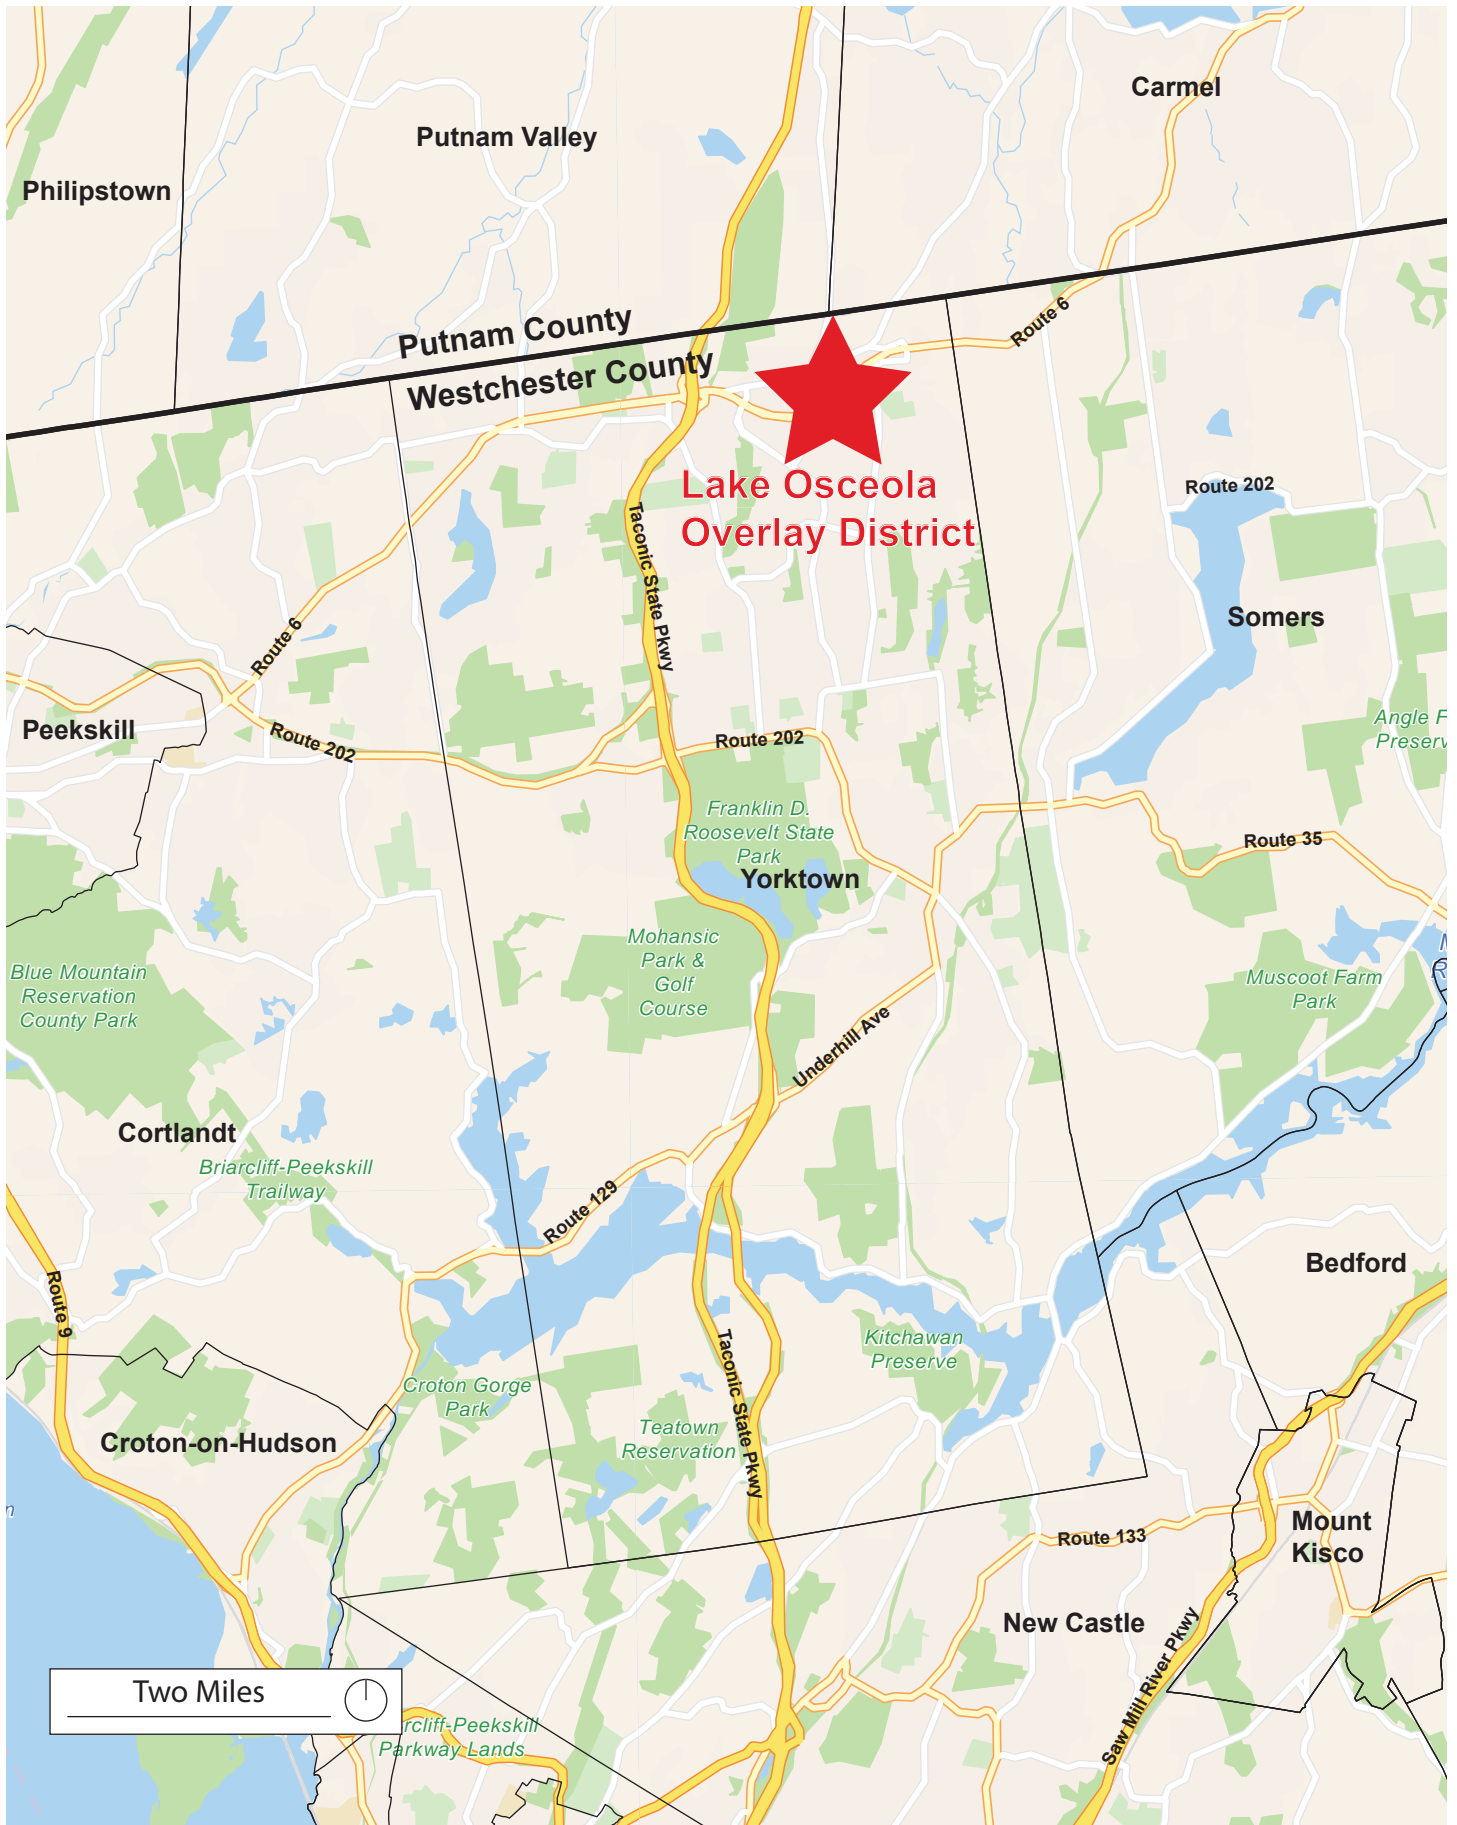 Carmel
Putnam Valley
Philipstown
Putnam County
Westchester County
Route 6
Lake Osceola
Overlay District
Route 202
Taconic State Pkwy
Somers
Route 6
Peekskill
Route 202
Route 202
Angle F
Preserv
Franklin D.
Roosevelt State
Park
Route 35
Yorktown
Mohansic
Park &
Golf
Course
Blue Mountain
Reservation
County Park
Muscoot Farm
Park
M
R
Underhill Ave
Cortlandt
Briarcliff-Peekskill
Trailway
Route 129
Bedford
Route 9
Kitchawan
Preserve
Croton Gorge
Park
Taconic State Pkwy
Teatown
Reservation
Croton-on-Hudson
n
Mount
Kisco
Route 133
New Castle
Saw Mill River Pkwy
Two Miles
rcliff-Peekskill
Parkway Lands